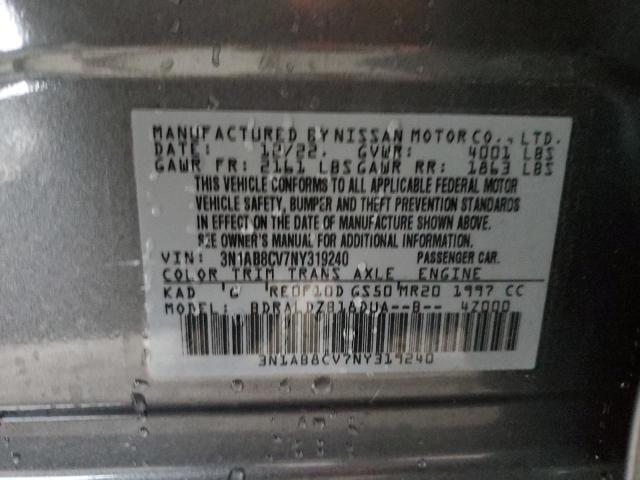 MANUFACTURED BY NISSAN MOTOR CO., LTD.
DATE: 12/22 GVWR: 4001 LBS
GAWR FR: 2161 LBS GAWR RR: 1863 LBS
THIS VEHICLE CONFORMS TO ALL APPLICABLE FEDERAL MOTOR
VEHICLE SAFETY, BUMPER AND THEFT PREVENTION STANDARDS
IN EFFECT ON THE DATE OF MANUFACTURE SHOWN ABOVE.
SEE OWNER'S MANUAL FOR ADDITIONAL INFORMATION.
VIN: 3N1AB8CV7NY319240 PASSENGER CAR.
COLOR TRIM TRANS AXLE ENGINE
KAD G RE0F10D GS50 MR20 1997 CC
MODEL: 4Z000
3N1AB8CV7NY319240